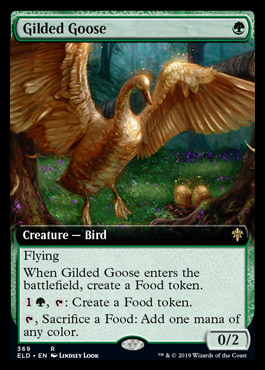 Gilded Goose
Creature — Bird
Flying
When Gilded Goose enters the
battlefield, create a Food token.
1 , : Create a Food token.
, Sacrifice a Food: Add one mana of
any color.
0/2
369 R
ELD • EN LINDSEY LOOK
™ & © 2019 Wizards of the Coast